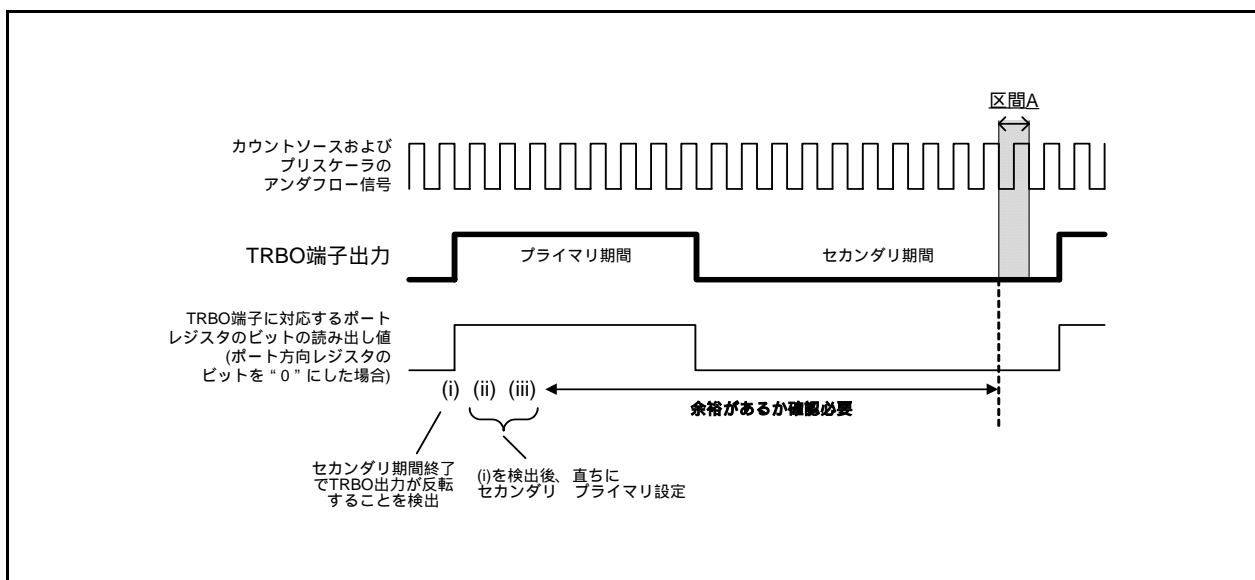 区間A
カウントソースおよび
プリスケーラの
アンダフロー信号
TRBO端子出力
プライマリ期間
セカンダリ期間
TRBO端子に対応するポート
レジスタのビットの読み出し値
(ポート方向レジスタの
ビットを“0”にした場合)
(i) (ii) (iii)
余裕があるか確認必要
セカンダリ期間終了
でTRBO出力が反転
することを検出
(i)を検出後、直ちに
セカンダリ プライマリ設定